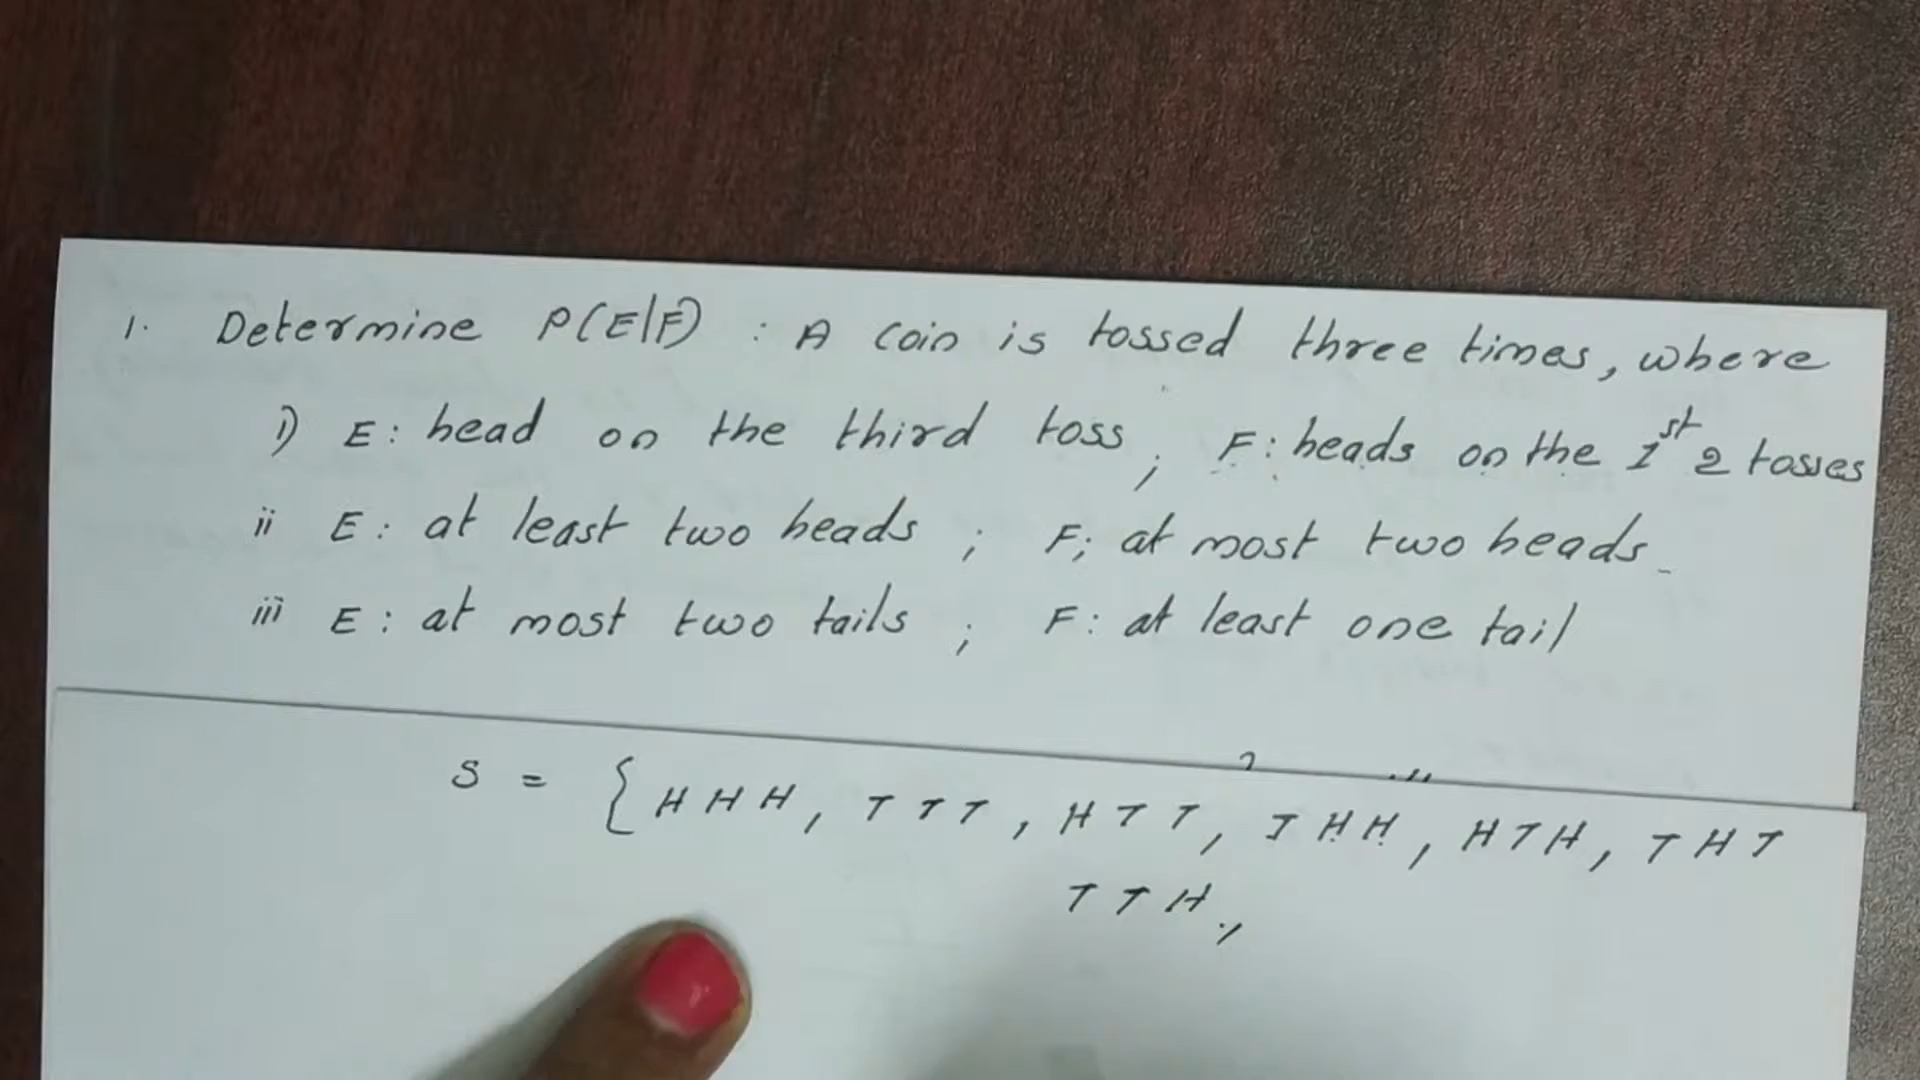 1. Determine P(E|F) : A coin is tossed three times, where
i) E: head on the third toss ; F: heads on the 1st 2 tosses
ii E: at least two heads ; F; at most two heads
iii E: at most two tails ; F: at least one tail
S = { HHH, TTT, HTT, THH, HTH, THT
TTH,